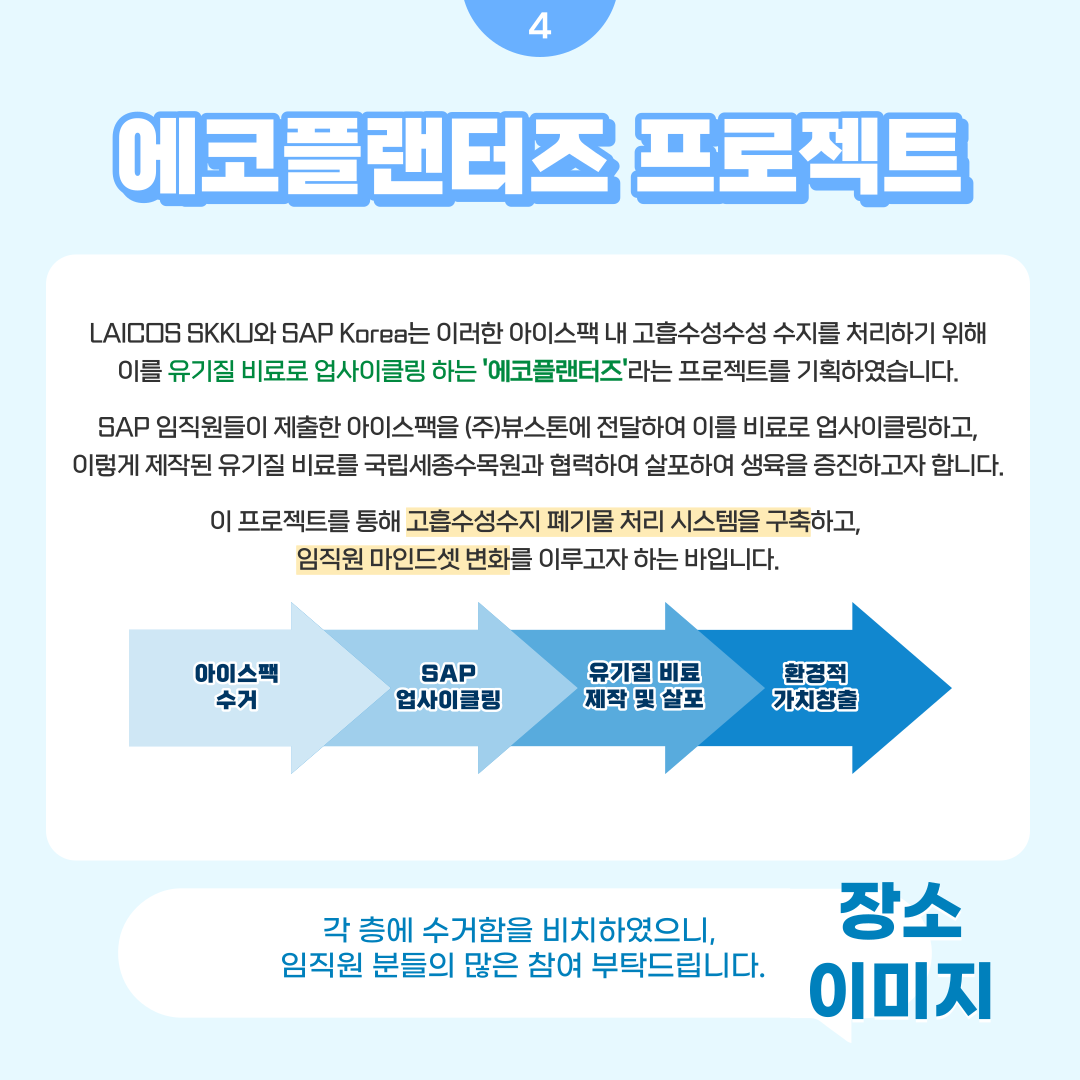 4
에코플랜터즈 프로젝트
LAICOS SKKU와 SAP Korea는 이러한 아이스팩 내 고흡수성수성 수지를 처리하기 위해
이를 유기질 비료로 업사이클링 하는 '에코플랜터즈'라는 프로젝트를 기획하였습니다.
SAP 임직원들이 제출한 아이스팩을 (주)뷰스톤에 전달하여 이를 비료로 업사이클링하고,
이렇게 제작된 유기질 비료를 국립세종수목원과 협력하여 살포하여 생육을 증진하고자 합니다.
이 프로젝트를 통해 고흡수성수지 폐기물 처리 시스템을 구축하고,
임직원 마인드셋 변화를 이루고자 하는 바입니다.
아이스팩
수거
SAP
업사이클링
유기질 비료
제작 및 살포
환경적
가치창출
각 층에 수거함을 비치하였으니,
임직원 분들의 많은 참여 부탁드립니다.
장소
이미지